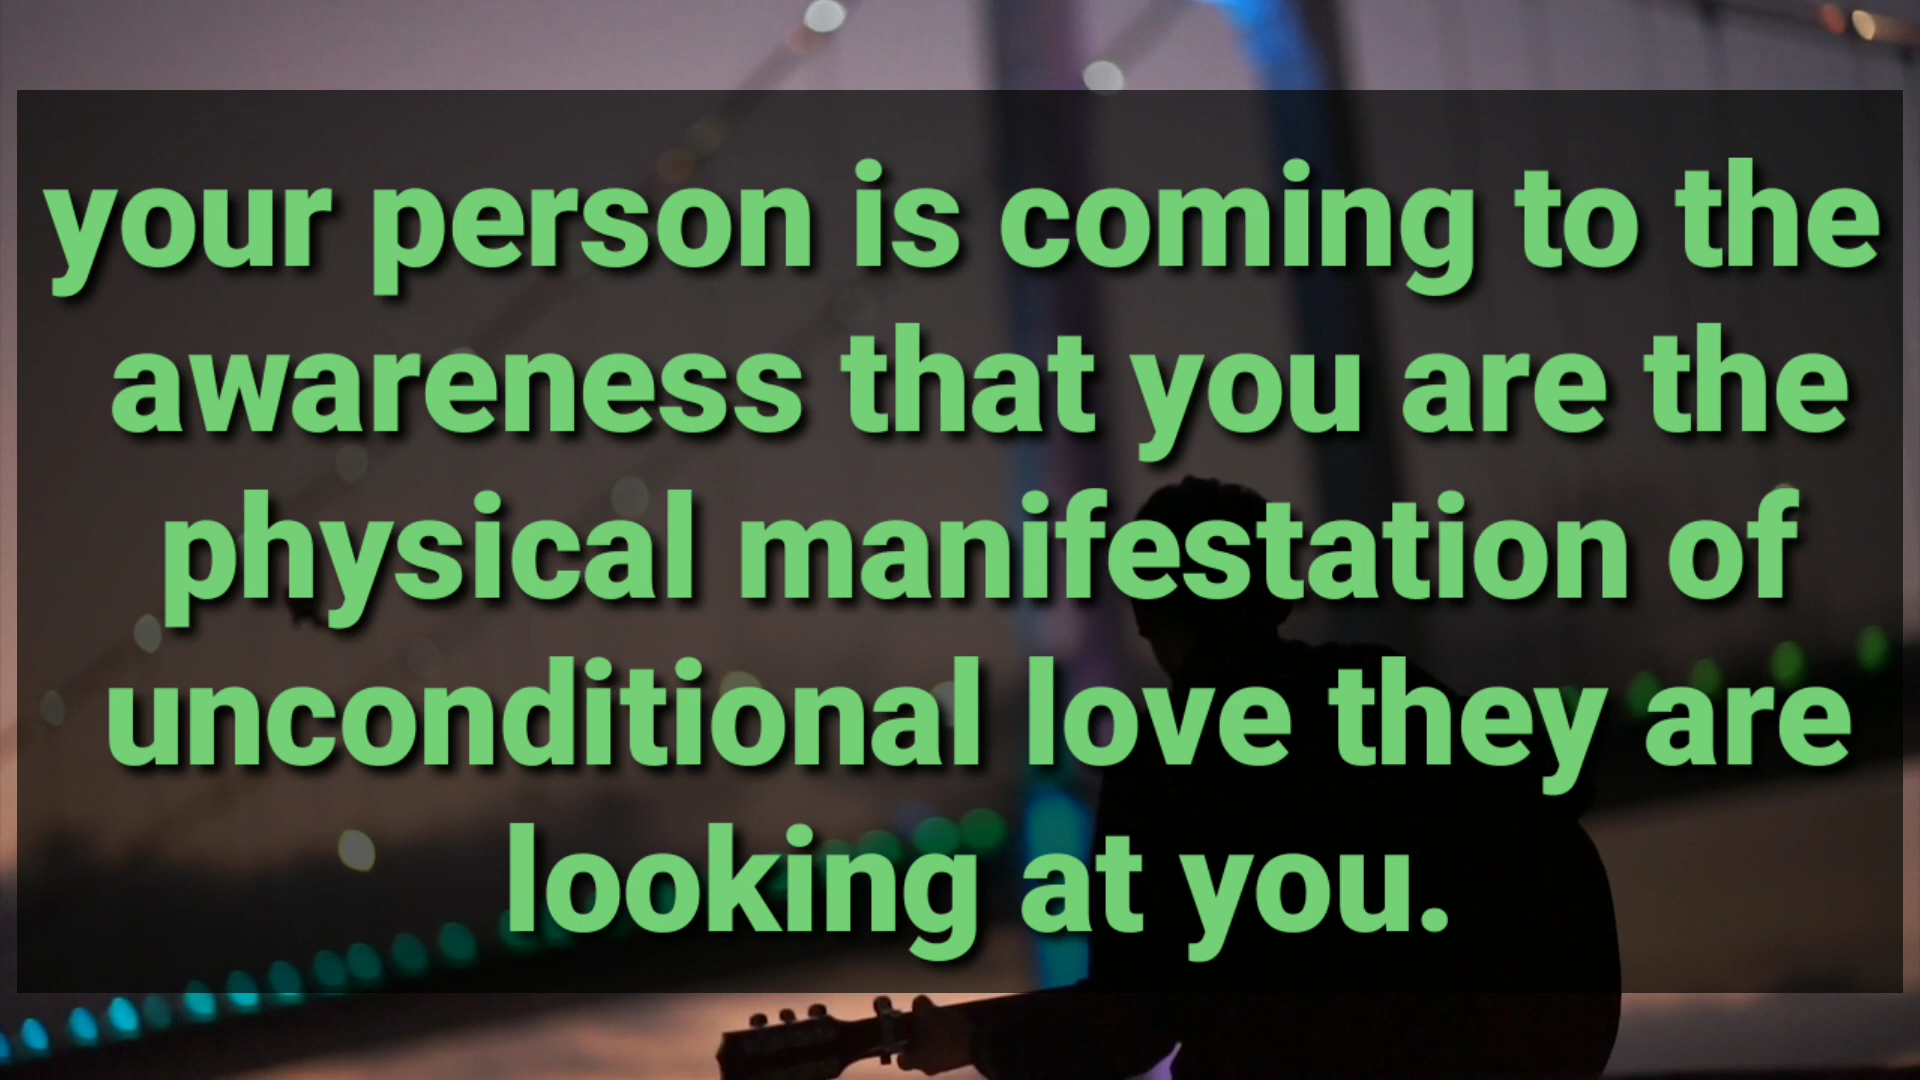 your person is coming to the
awareness that you are the
physical manifestation of
unconditional love they are
looking at you.